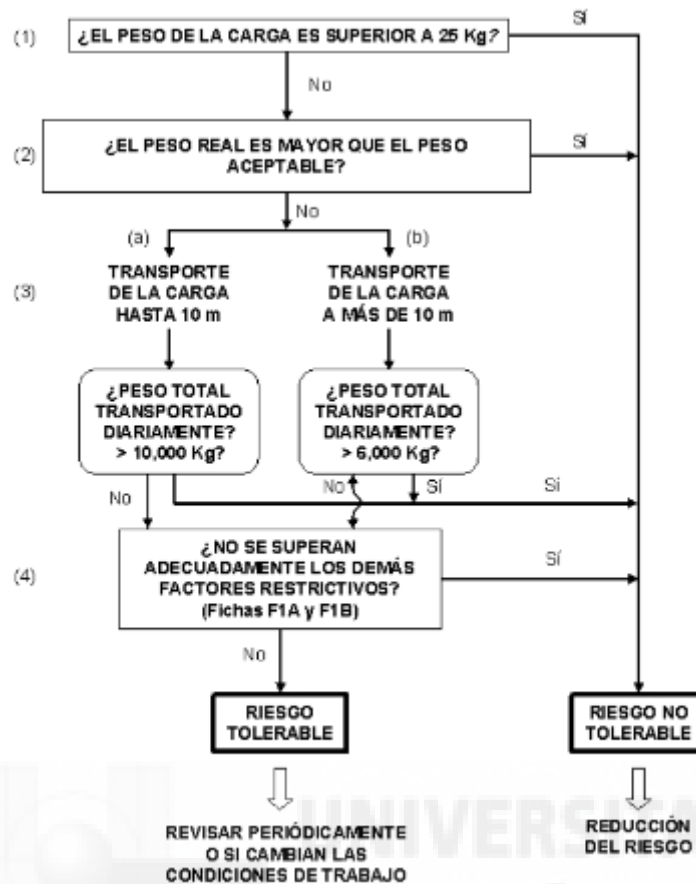 Sí
(1) ¿EL PESO DE LA CARGA ES SUPERIOR A 25 Kg?
No
(2) ¿EL PESO REAL ES MAYOR QUE EL PESO
ACEPTABLE?
Sí
No
(a) (b)
(3)
TRANSPORTE
DE LA CARGA
HASTA 10 m
TRANSPORTE
DE LA CARGA
A MÁS DE 10 m
¿PESO TOTAL
TRANSPORTADO
DIARIAMENTE?
> 10,000 Kg?
¿PESO TOTAL
TRANSPORTADO
DIARIAMENTE?
> 6,000 Kg?
No
No
Sí
Sí
(4)
¿NO SE SUPERAN
ADECUADAMENTE LOS DEMÁS
FACTORES RESTRICTIVOS?
(Fichas F1A y F1B)
Sí
No
RIESGO
TOLERABLE
RIESGO NO
TOLERABLE
REVISAR PERIÓDICAMENTE
O SI CAMBIAN LAS
CONDICIONES DE TRABAJO
REDUCCIÓN
DEL RIESGO
UNIVERSITA